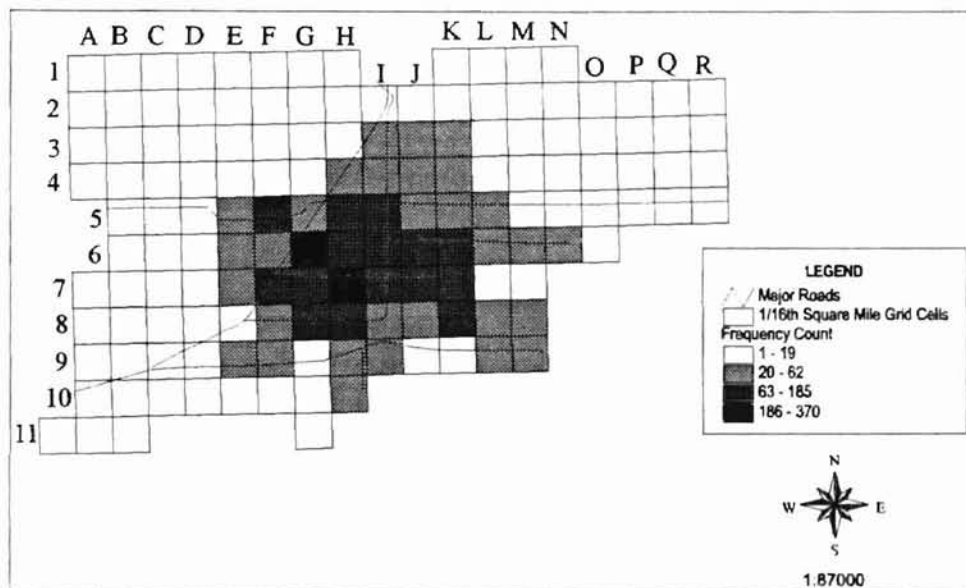 A B C D E F G H K L M N
1 I J O P Q R
2
3
4
5
6
7
8
9
10
11
LEGEND
Major Roads
1/16th Square Mile Grid Cells
Frequency Count
1 - 19
20 - 62
63 - 185
186 - 370
N
W E
S
1:87000